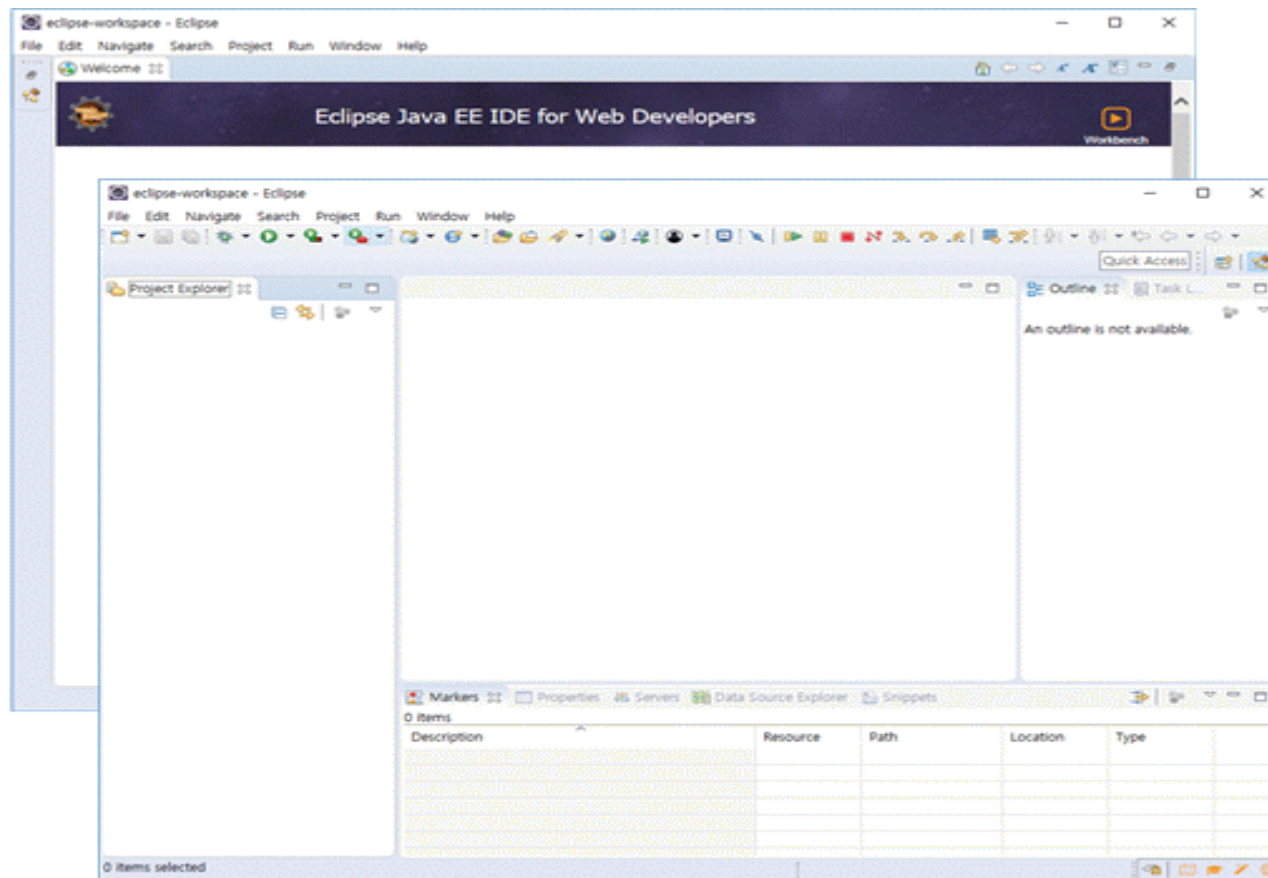 eclipse-workspace - Eclipse
File Edit Navigate Search Project Run Window Help
Welcome
Eclipse Java EE IDE for Web Developers
Workbench
eclipse-workspace - Eclipse
File Edit Navigate Search Project Run Window Help
Quick Access
Project Explorer
Outline Task L...
An outline is not available.
Markers Properties Servers Data Source Explorer Snippets
0 items
Description Resource Path Location Type
0 items selected